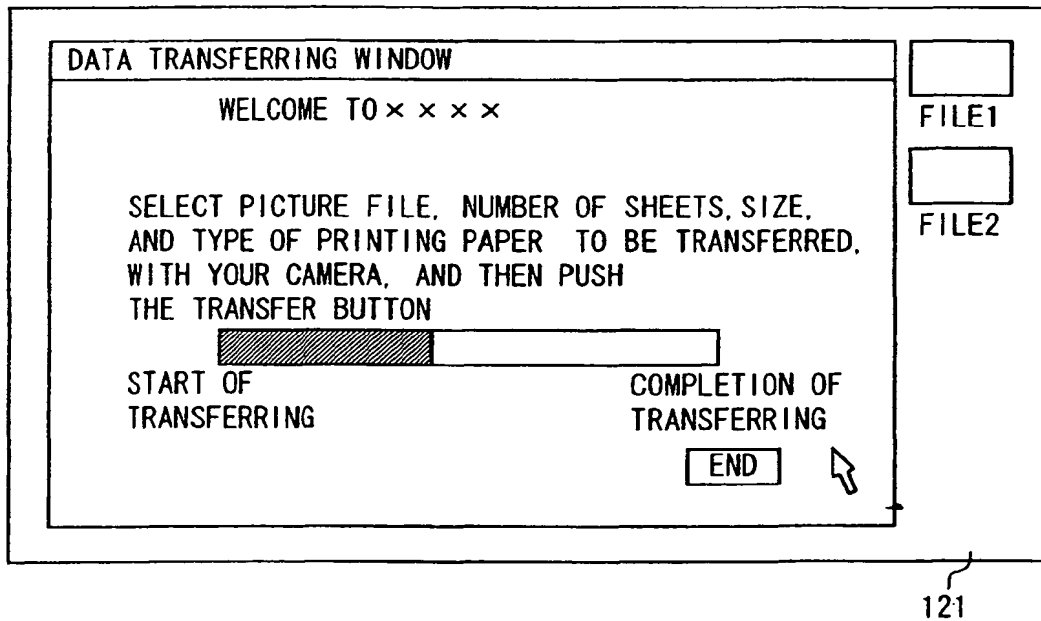 DATA TRANSFERRING WINDOW
WELCOME TO × × × ×
SELECT PICTURE FILE, NUMBER OF SHEETS, SIZE,
AND TYPE OF PRINTING PAPER TO BE TRANSFERRED,
WITH YOUR CAMERA, AND THEN PUSH
THE TRANSFER BUTTON
START OF
TRANSFERRING
COMPLETION OF
TRANSFERRING
END
FILE1
FILE2
121